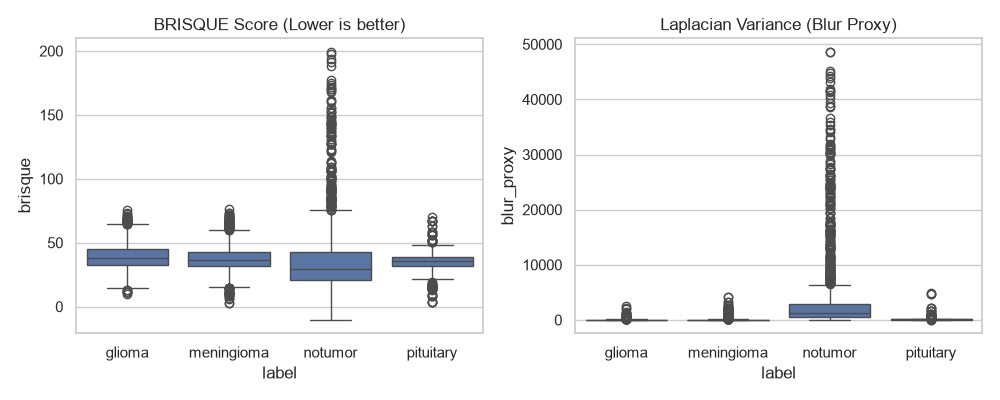 BRISQUE Score (Lower is better)
brisque
200
150
100
50
0
glioma meningioma notumor pituitary
label
Laplacian Variance (Blur Proxy)
blur_proxy
50000
40000
30000
20000
10000
0
glioma meningioma notumor pituitary
label